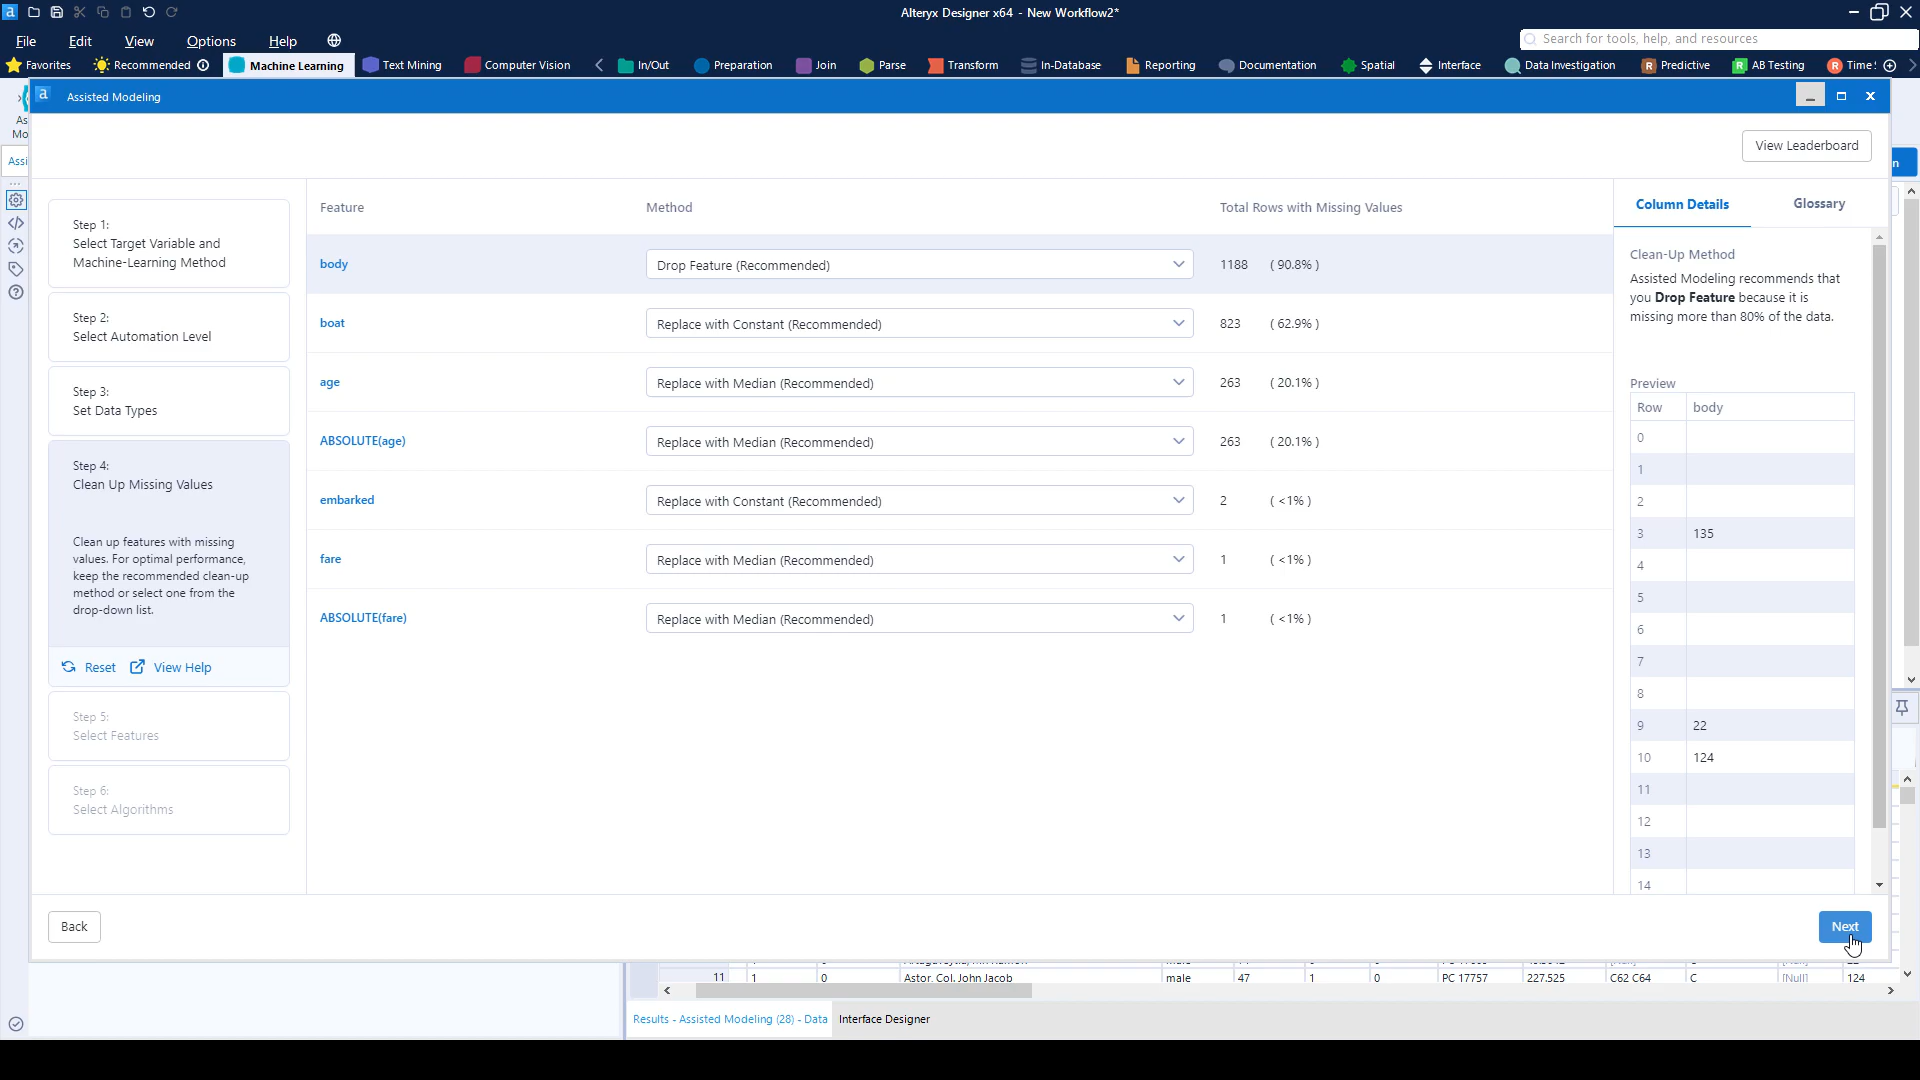 Alteryx Designer x64 - New Workflow2*
File Edit View Options Help
Search for tools, help, and resources
Favorites Recommended Machine Learning Text Mining Computer Vision In/Out Preparation Join Parse Transform In-Database Reporting Documentation Spatial Interface Data Investigation Predictive AB Testing Time
a Assisted Modeling
As
Mo
View Leaderboard
Assi
n
Step 1:
Select Target Variable and
Machine-Learning Method
Step 2:
Select Automation Level
Step 3:
Set Data Types
Step 4:
Clean Up Missing Values
Clean up features with missing
values. For optimal performance,
keep the recommended clean-up
method or select one from the
drop-down list.
Reset View Help
Step 5:
Select Features
Step 6:
Select Algorithms
Feature Method Total Rows with Missing Values
body Drop Feature (Recommended) 1188 ( 90.8% )
boat Replace with Constant (Recommended) 823 ( 62.9% )
age Replace with Median (Recommended) 263 ( 20.1% )
ABSOLUTE(age) Replace with Median (Recommended) 263 ( 20.1% )
embarked Replace with Constant (Recommended) 2 ( <1% )
fare Replace with Median (Recommended) 1 ( <1% )
ABSOLUTE(fare) Replace with Median (Recommended) 1 ( <1% )
Column Details Glossary
Clean-Up Method
Assisted Modeling recommends that
you Drop Feature because it is
missing more than 80% of the data.
Preview
Row body
0
1
2
3 135
4
5
6
7
8
9 22
10 124
11
12
13
14
Back Next
11 1 0 Astor, Col. John Jacob male 47 1 0 PC 17757 227.525 C62 C64 C [Null] 124
Results - Assisted Modeling (28) - Data Interface Designer